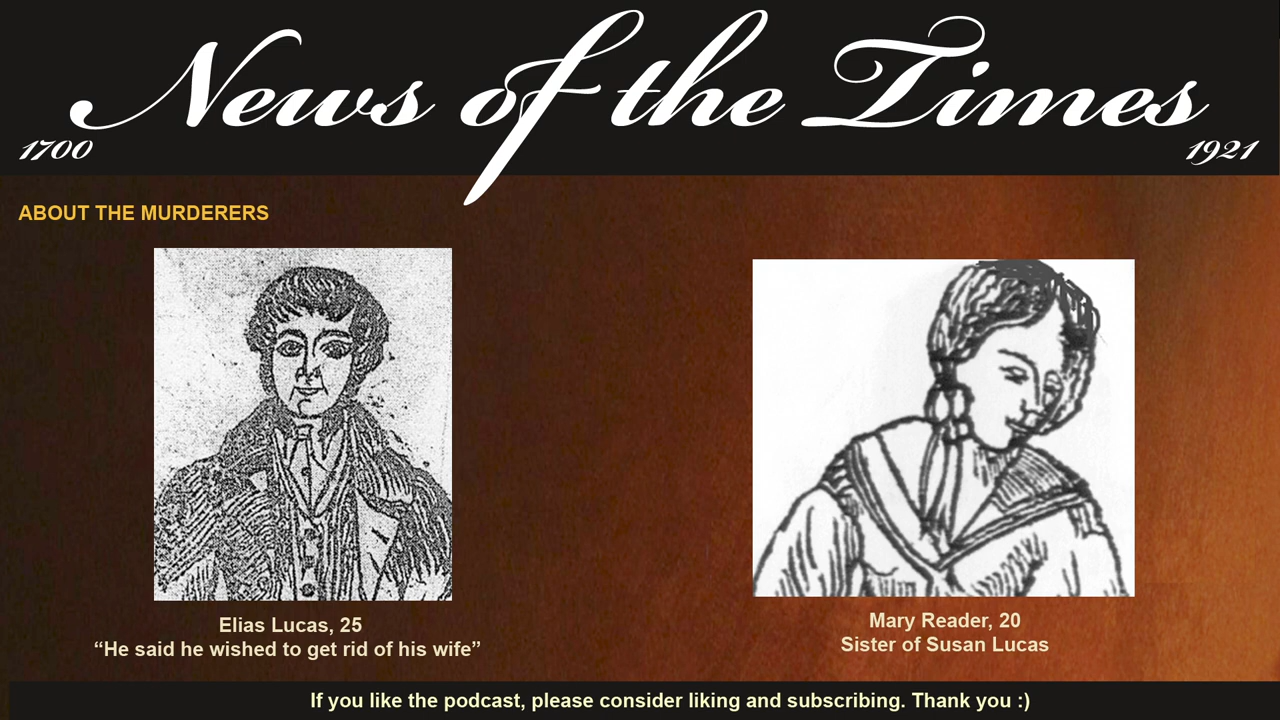 News of the Times
1700
1921
ABOUT THE MURDERERS
Elias Lucas, 25
“He said he wished to get rid of his wife”
Mary Reader, 20
Sister of Susan Lucas
If you like the podcast, please consider liking and subscribing. Thank you :)